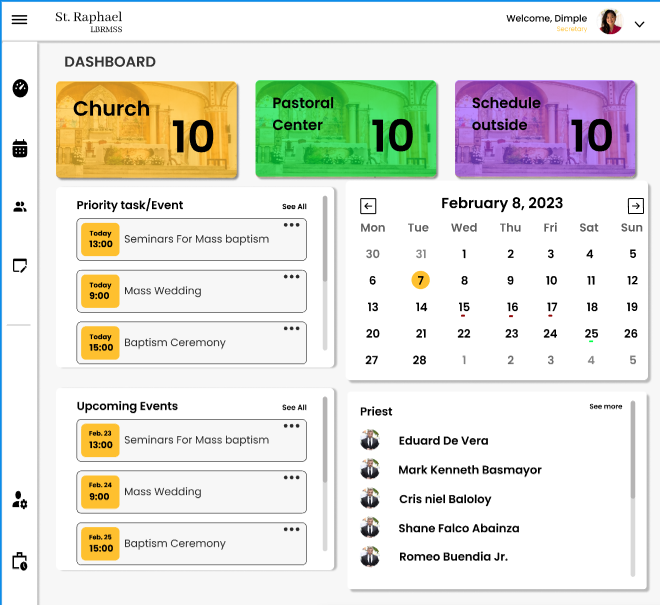 St. Raphael
LBRMSS
Welcome, Dimple
Secretary
DASHBOARD
Church
10
Pastoral
Center
10
Schedule
outside
10
Priority task/Event
See All
Today
13:00
Seminars For Mass baptism
Today
9:00
Mass Wedding
Today
15:00
Baptism Ceremony
February 8, 2023
Mon Tue Wed Thu Fri Sat Sun
30 31 1 2 3 4 5
6 7 8 9 10 11 12
13 14 15 16 17 18 19
20 21 22 23 24 25 26
27 28 1 2 3 4 5
Upcoming Events
See All
Feb. 23
13:00
Seminars For Mass baptism
Feb. 24
9:00
Mass Wedding
Feb. 25
15:00
Baptism Ceremony
Priest
See more
Eduard De Vera
Mark Kenneth Basmayor
Cris niel Baloloy
Shane Falco Abainza
Romeo Buendia Jr.